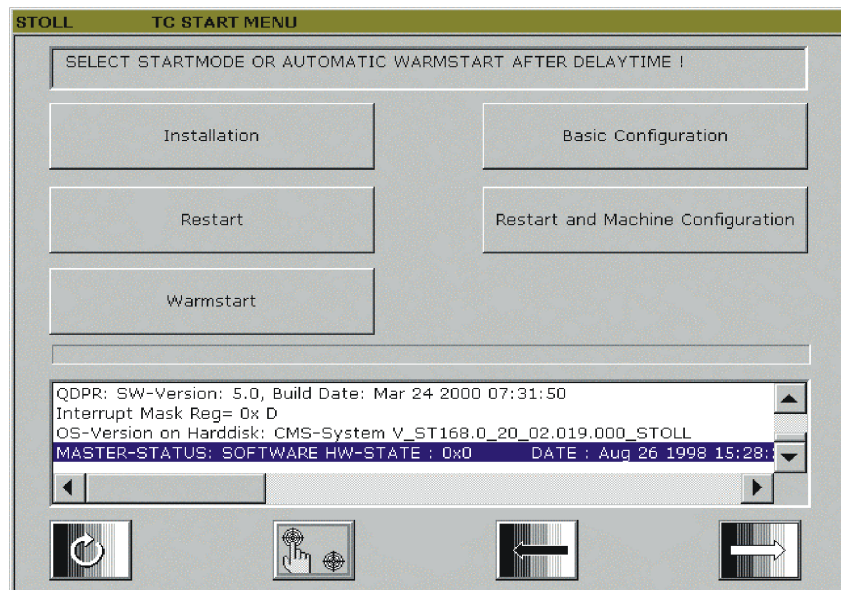 STOLL TC START MENU
SELECT STARTMODE OR AUTOMATIC WARMSTART AFTER DELAYTIME !
Installation
Basic Configuration
Restart
Restart and Machine Configuration
Warmstart
QDPR: SW-Version: 5.0, Build Date: Mar 24 2000 07:31:50
Interrupt Mask Reg= 0x D
OS-Version on Harddisk: CMS-System V_ST168.0_20_02.019.000_STOLL
MASTER-STATUS: SOFTWARE HW-STATE : 0x0 DATE : Aug 26 1998 15:28: